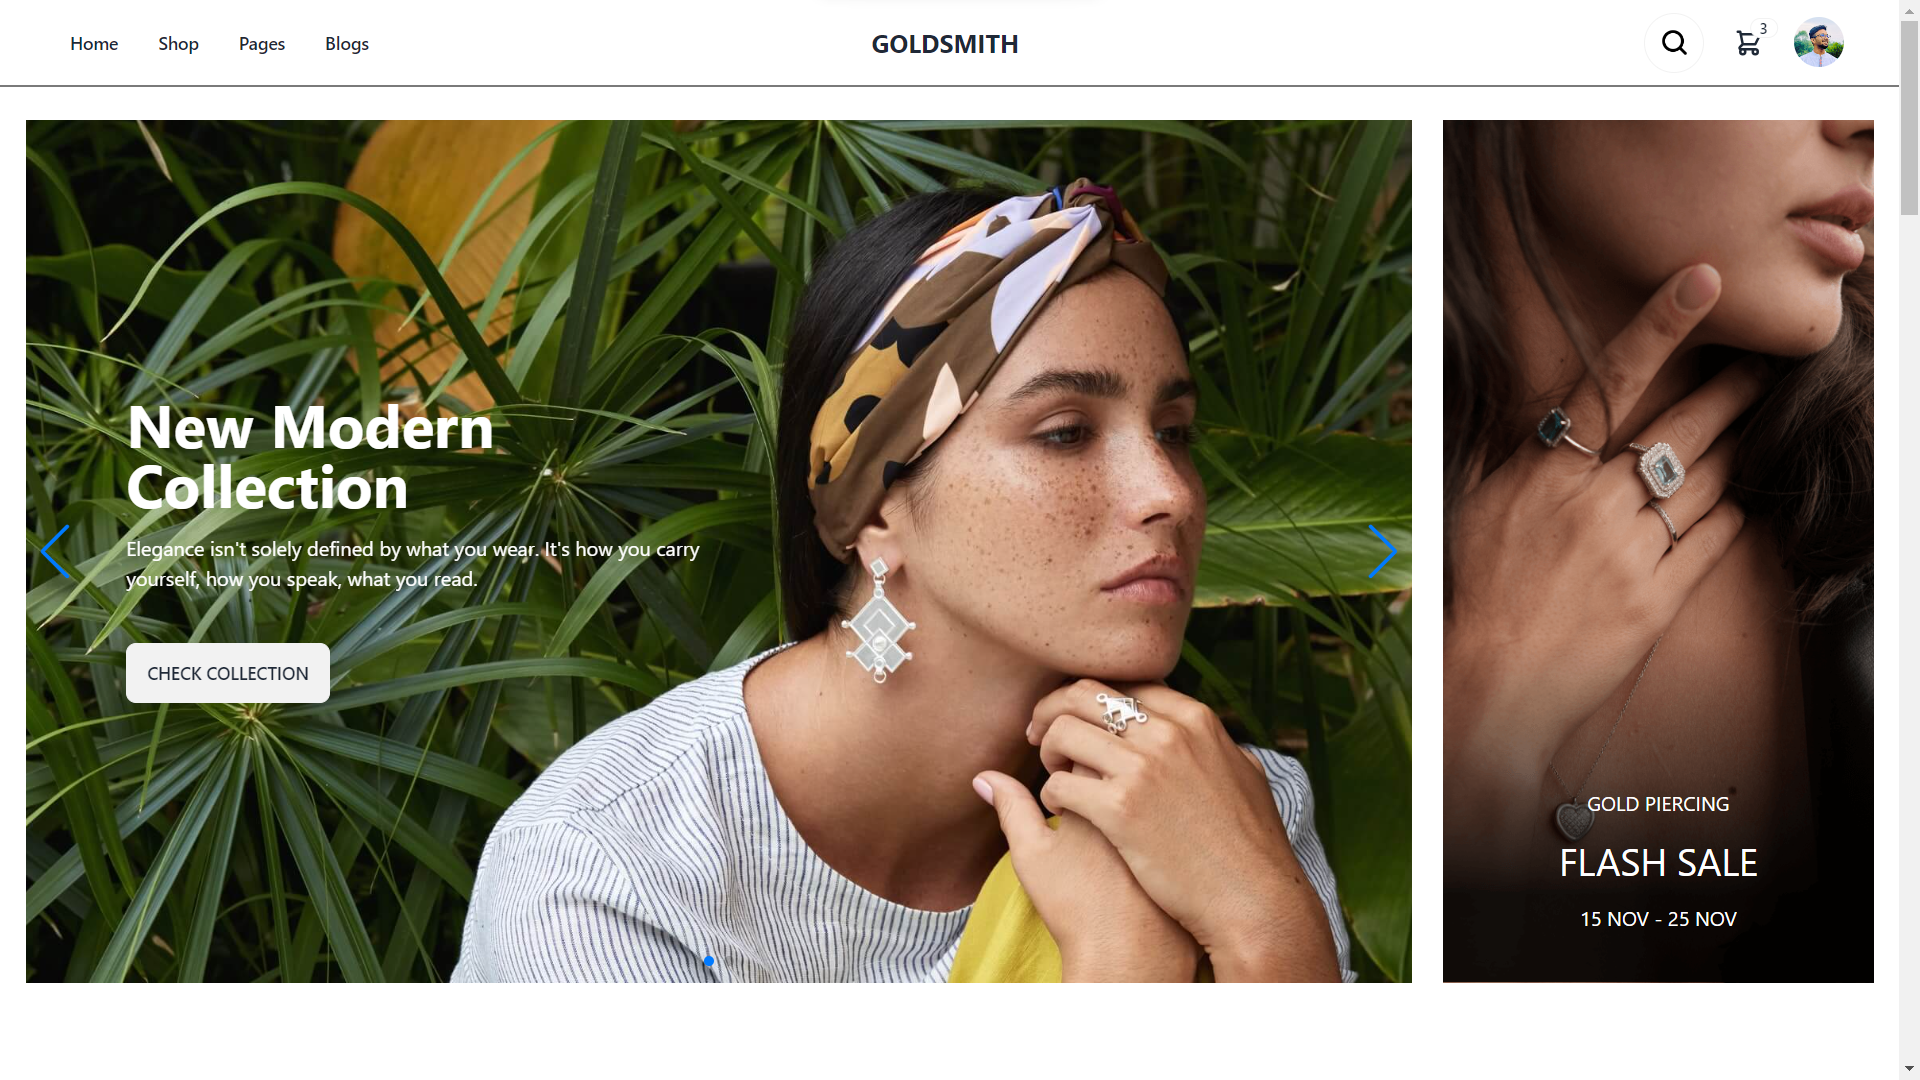 Home
Shop
Pages
Blogs
GOLDSMITH
3
New Modern
Collection
Elegance isn't solely defined by what you wear. It's how you carry
yourself, how you speak, what you read.
CHECK COLLECTION
GOLD PIERCING
FLASH SALE
15 NOV - 25 NOV